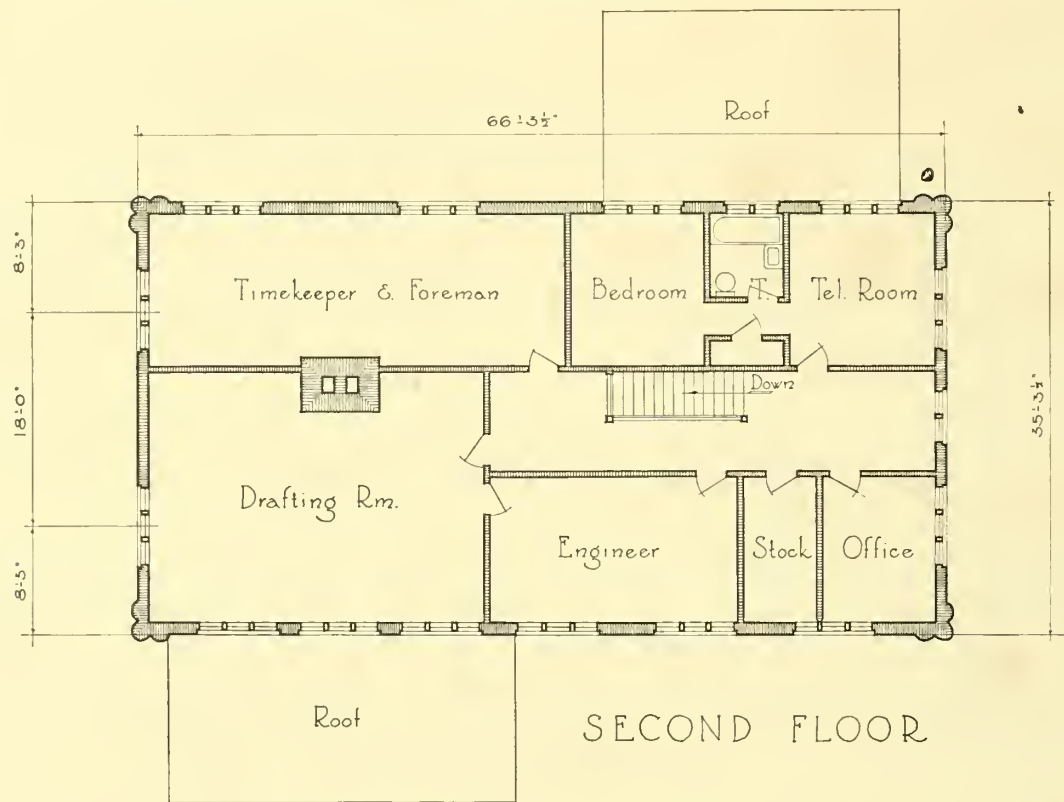 Roof
66'-3½"
8'-3"
Timekeeper & Foreman
Bedroom
T.
Tel. Room
Down
18'-0"
35'-3½"
Drafting Rm.
Engineer
Stock
Office
8'-3"
Roof
SECOND FLOOR